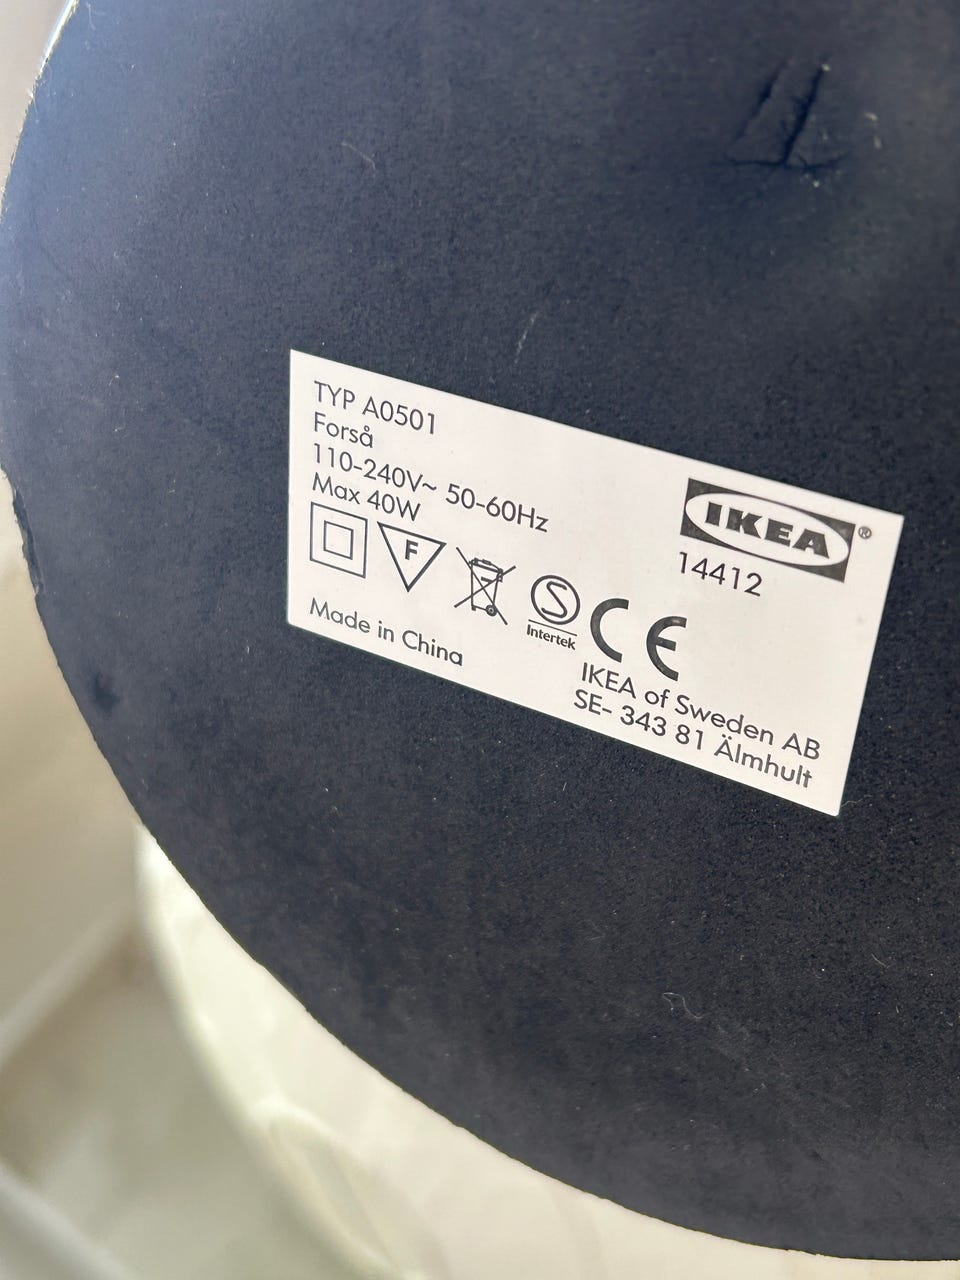 TYP A0501
Forså
110-240V~ 50-60Hz
Max 40W
IKEA®
14412
F
S
Intertek
CE
Made in China
IKEA of Sweden AB
SE- 343 81 Älmhult